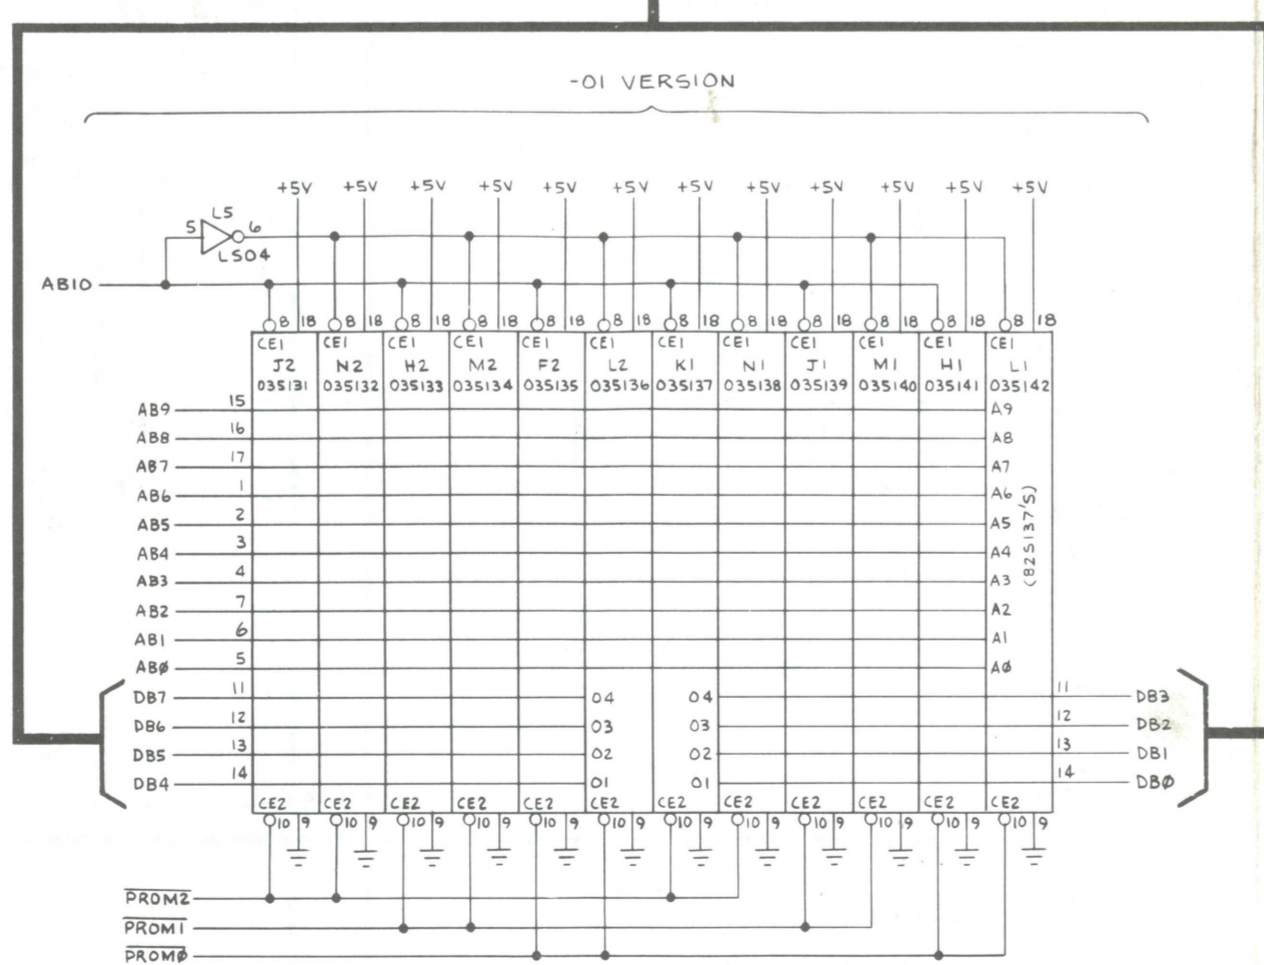 -01 VERSION
+5V +5V +5V +5V +5V +5V +5V +5V +5V +5V +5V +5V
L5
5 6
LS04
AB10
8 18 8 18 8 18 8 18 8 18 8 18 8 18 8 18 8 18 8 18 8 18 8 18
CE1 CE1 CE1 CE1 CE1 CE1 CE1 CE1 CE1 CE1 CE1 CE1
J2 N2 H2 M2 F2 L2 K1 N1 J1 M1 H1 L1
035131 035132 035133 035134 035135 035136 035137 035138 035139 035140 035141 035142
AB9 15 A9
AB8 16 A8
AB7 17 A7
AB6 1 A6
AB5 2 A5
AB4 3 A4
AB3 4 A3
AB2 7 A2
AB1 6 A1
ABØ 5 AØ
(82S137'S)
DB7 11 04 04 11 DB3
DB6 12 03 03 12 DB2
DB5 13 02 02 13 DB1
DB4 14 01 01 14 DBØ
CE2 CE2 CE2 CE2 CE2 CE2 CE2 CE2 CE2 CE2 CE2 CE2
10 9 10 9 10 9 10 9 10 9 10 9 10 9 10 9 10 9 10 9 10 9 10 9
PROM2
PROM1
PROMØ